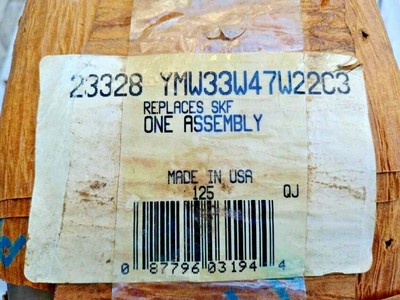 23328 YMW33W47W22C3
REPLACES SKF
ONE ASSEMBLY
MADE IN USA
125 QJ
0 87796 03194 4